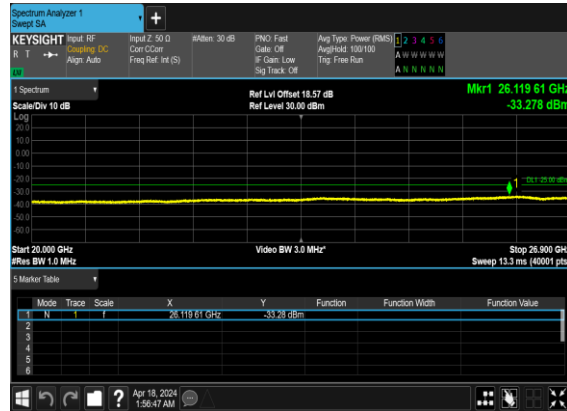 Spectrum Analyzer 1
Swept SA
KEYSIGHT Input: RF Input Z: 50 Ω #Atten: 30 dB PNO: Fast Avg Type: Power (RMS) 1 2 3 4 5 6
R T Coupling: DC Corr CCorr Gate: Off Avg|Hold: 100/100 A W W W W W
Align: Auto Freq Ref: Int (S) IF Gain: Low Trig: Free Run
Sig Track: Off A N N N N N
1 Spectrum Ref Lvl Offset 18.57 dB Mkr1 26.119 61 GHz
Scale/Div 10 dB Ref Level 30.00 dBm -33.278 dBm
Log
20.0
10.0
0.00
-10.0
-20.0
-30.0
-40.0
-50.0
-60.0
1
DL1 -25.00 dBm
Start 20.000 GHz Video BW 3.0 MHz* Stop 26.900 GHz
#Res BW 1.0 MHz Sweep 13.3 ms (40001 pts)
5 Marker Table
Mode Trace Scale X Y Function Function Width Function Value
1 N 1 f 26.119 61 GHz -33.28 dBm
2
3
4
5
6
? Apr 18, 2024
1:56:47 AM